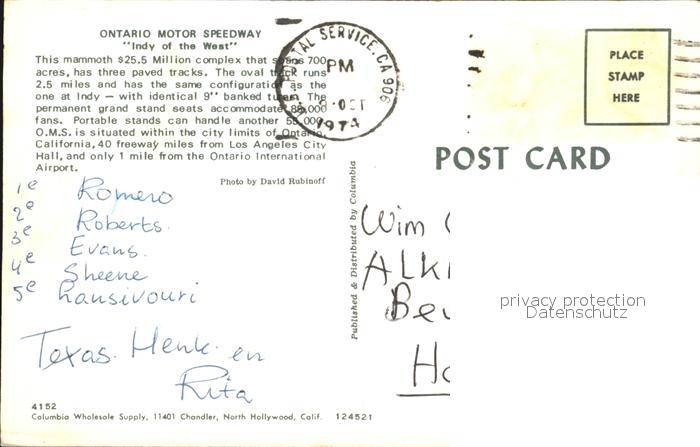 ONTARIO MOTOR SPEEDWAY
"Indy of the West"
This mammoth $25.5 Million complex that spans 700
acres, has three paved tracks. The oval track runs
2.5 miles and has the same configuration as the
one at Indy — with identical 9" banked turns. The
permanent grand stand seats accommodate 85,000
fans. Portable stands can handle another 55,000.
O.M.S. is situated within the city limits of Ontario,
California, 40 freeway miles from Los Angeles City
Hall, and only 1 mile from the Ontario International
Airport.
Photo by David Rubinoff
POSTAL SERVICE, CA 906
PM
OCT
1974
PLACE
STAMP
HERE
POST CARD
1e Romero
2e Roberts.
3e Evans.
4e Sheene
5e Lansivouri
Texas. Henk. en
Rita
Published & Distributed by Columbia
Wim
ALK
Be
Ho
privacy protection
Datenschutz
4152
Columbia Wholesale Supply, 11401 Chandler, North Hollywood, Calif. 124521